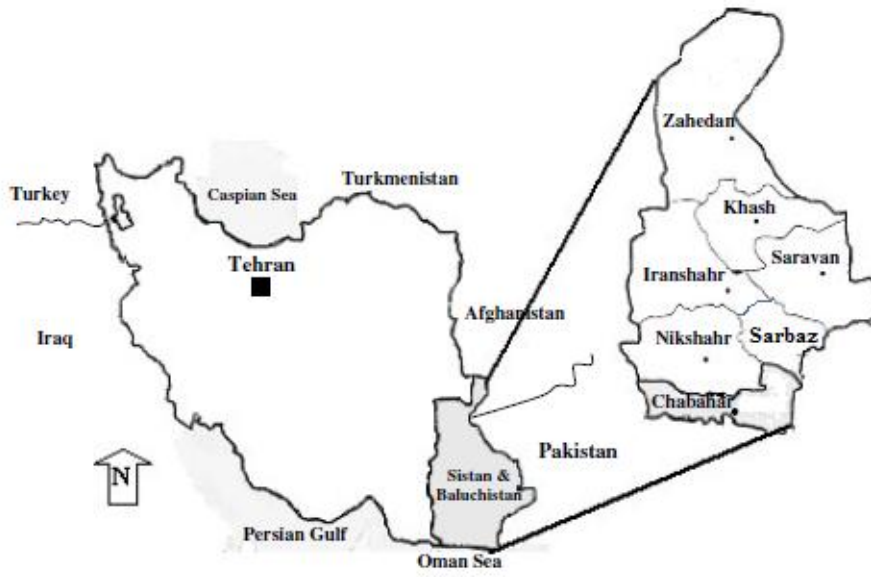 Zahedan
Turkmenistan
Turkey
Caspian Sea
Khash
Tehran
Saravan
Iranshahr
Afghanistan
Iraq
Nikshahr
Sarbaz
Chabahar
Pakistan
N
Sistan &
Baluchistan
Persian Gulf
Oman Sea